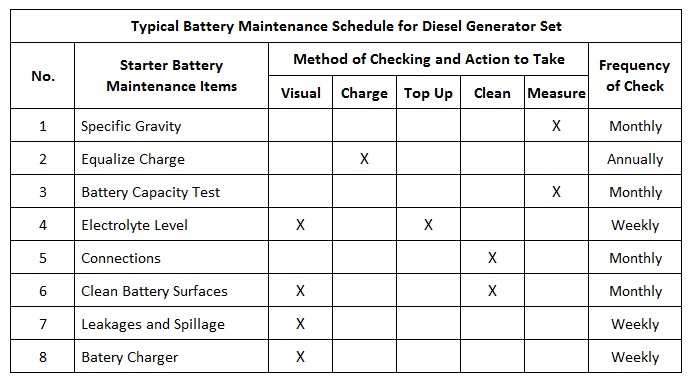 Typical Battery Maintenance Schedule for Diesel Generator Set
No. Starter Battery Maintenance Items Method of Checking and Action to Take Frequency of Check
Visual Charge Top Up Clean Measure
1 Specific Gravity X Monthly
2 Equalize Charge X Annually
3 Battery Capacity Test X Monthly
4 Electrolyte Level X X Weekly
5 Connections X Monthly
6 Clean Battery Surfaces X X Monthly
7 Leakages and Spillage X Weekly
8 Batery Charger X Weekly